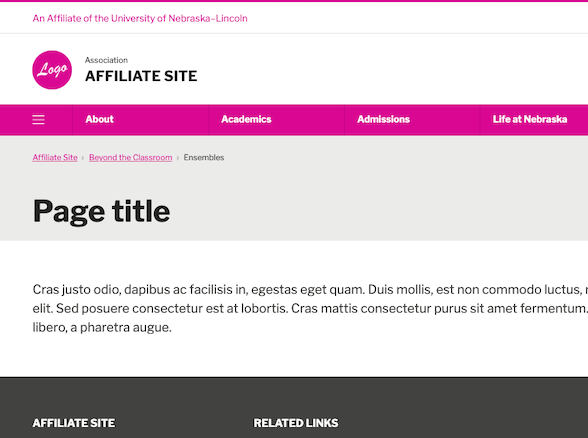 An Affiliate of the University of Nebraska–Lincoln
Logo
Association
AFFILIATE SITE
About Academics Admissions Life at Nebraska
Affiliate Site › Beyond the Classroom › Ensembles
Page title
Cras justo odio, dapibus ac facilisis in, egestas eget quam. Duis mollis, est non commodo luctus,
elit. Sed posuere consectetur est at lobortis. Cras mattis consectetur purus sit amet fermentum.
libero, a pharetra augue.
AFFILIATE SITE RELATED LINKS